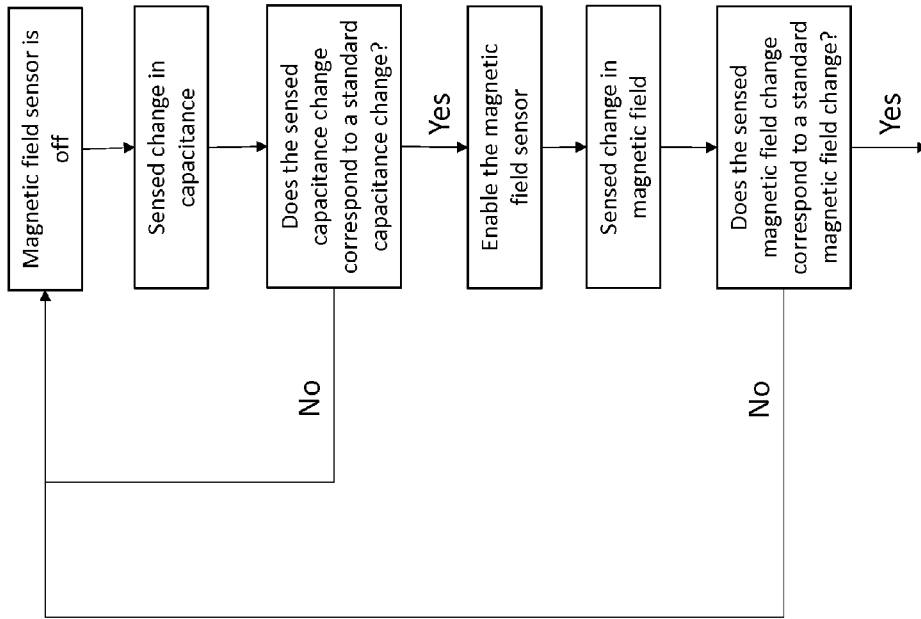 Magnetic field sensor is
off
Sensed change in
capacitance
Does the sensed
capacitance change
correspond to a standard
capacitance change?
No
Yes
Enable the magnetic
field sensor
Sensed change in
magnetic field
Does the sensed
magnetic field change
correspond to a standard
magnetic field change?
No
Yes